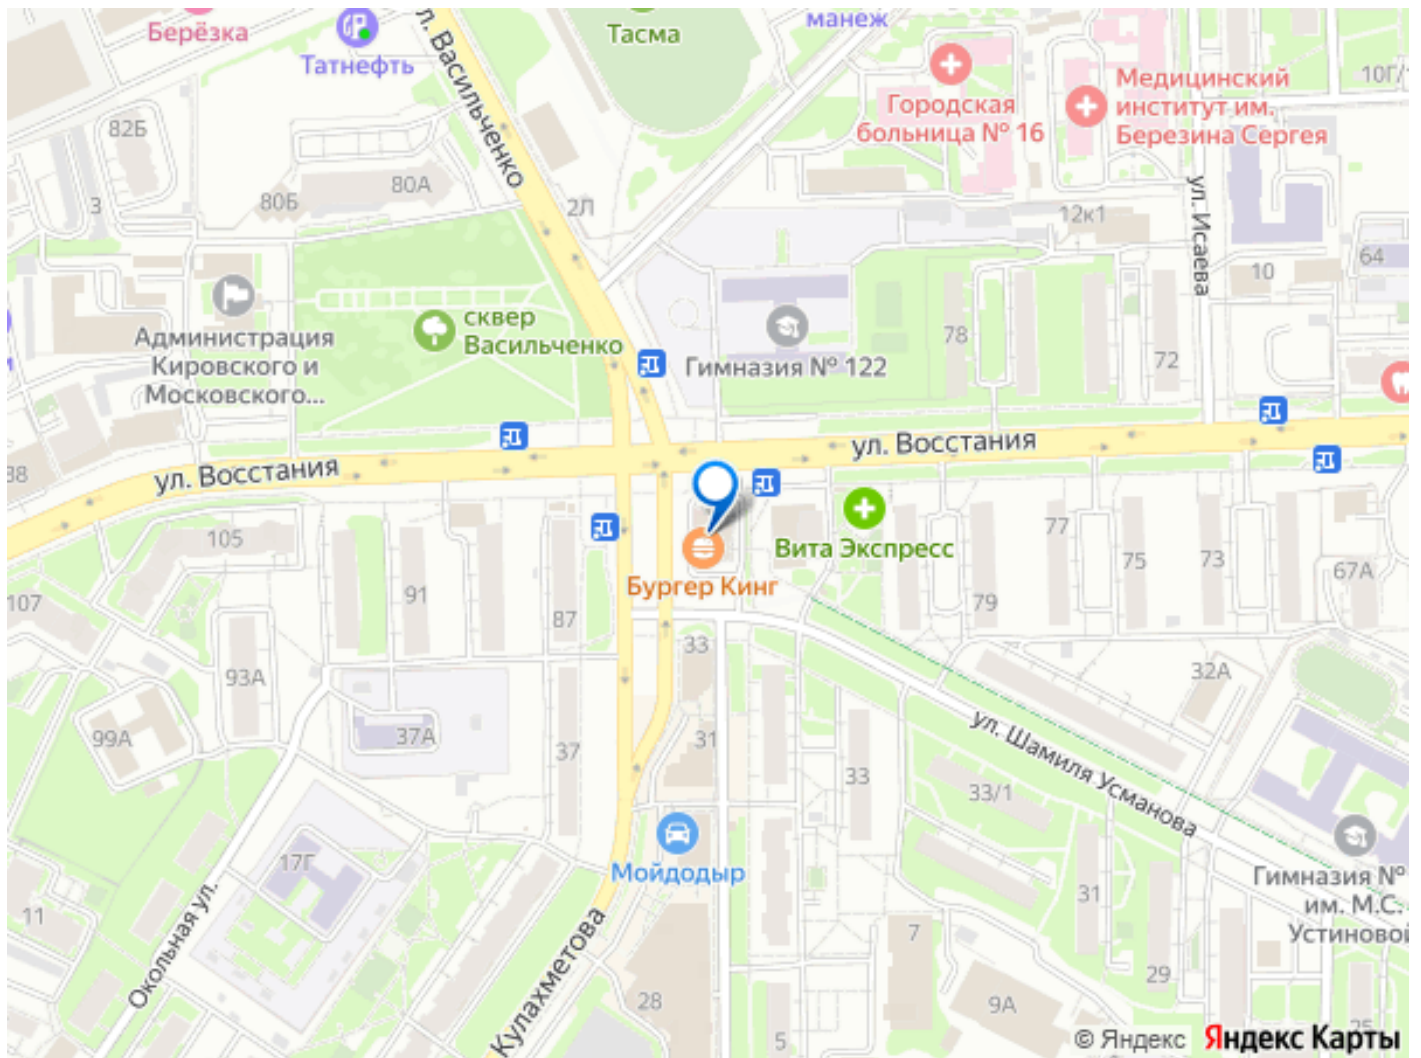 Берёзка
Татнефть
ул. Васильченко
Тасма
манеж
Городская
больница № 16
Медицинский
институт им.
Березина Сергея
10Г/
82Б
80А
80Б
3
2Л
12к1
ул. Исаева
64
10
Администрация
Кировского и
Московского...
сквер
Васильченко
Гимназия № 122
78
72
ул. Восстания
ул. Восстания
38
105
107
91
87
93А
99А
37А
37
Бургер Кинг
Вита Экспресс
77
75
73
79
67А
33
31
33
32А
33/1
ул. Шамиля Усманова
Мойдодыр
17Г
11
Окольная ул.
Кулахметова
28
7
9А
5
31
29
25
Гимназия №
им. М.С.
Устиновой
© Яндекс Яндекс Карты